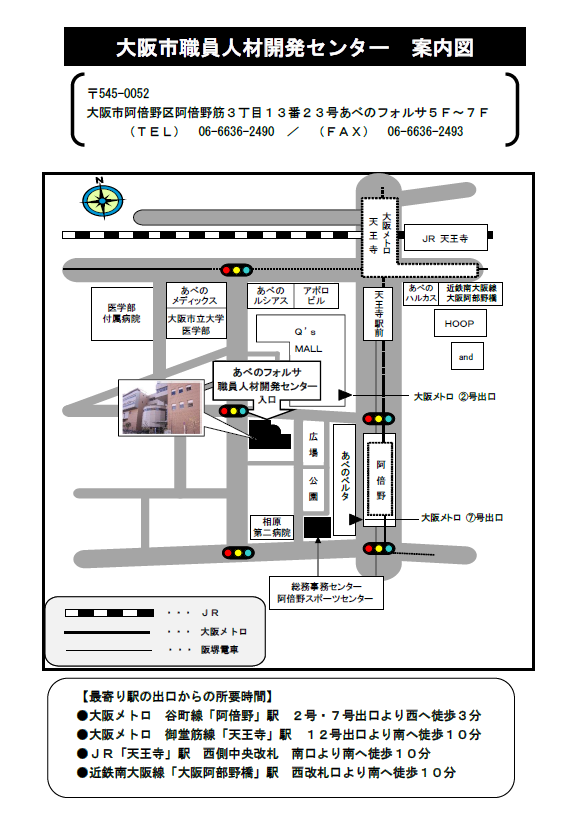 大阪市職員人材開発センター　案内図
〒545-0052
大阪市阿倍野区阿倍野筋３丁目１３番２３号あべのフォルサ５Ｆ～７Ｆ
（ＴＥＬ）　06-6636-2490　／　（ＦＡＸ）　06-6636-2493
N
大阪メトロ
天王寺
JR 天王寺
医学部
付属病院
あべの
メディックス
大阪市立大学
医学部
あべの
ルシアス
アポロ
ビル
天王寺駅前
あべの
ハルカス
近鉄南大阪線
大阪阿部野橋
Ｑ’ｓ
MALL
HOOP
and
あべのフォルサ
職員人材開発センター
入口
大阪メトロ ②号出口
広場
公園
あべのベルタ
阿倍野
大阪メトロ ⑦号出口
相原
第二病院
総務事務センター
阿倍野スポーツセンター
・・・ ＪＲ
・・・ 大阪メトロ
・・・ 阪堺電車
【最寄り駅の出口からの所要時間】
●大阪メトロ　谷町線「阿倍野」駅　２号・７号出口より西へ徒歩３分
●大阪メトロ　御堂筋線「天王寺」駅　１２号出口より南へ徒歩１０分
●ＪＲ「天王寺」駅　西側中央改札　南口より南へ徒歩１０分
●近鉄南大阪線「大阪阿部野橋」駅　西改札口より南へ徒歩１０分